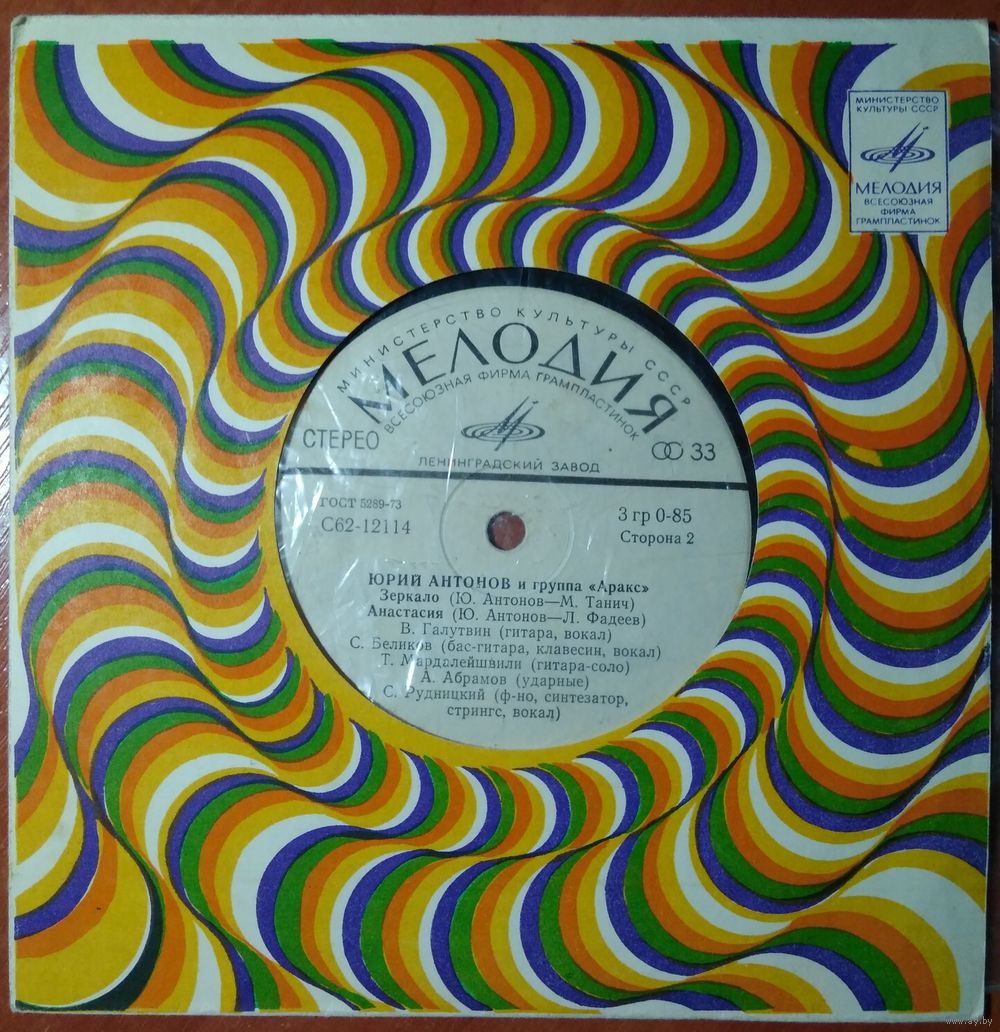 МИНИСТЕРСТВО
КУЛЬТУРЫ СССР
МЕЛОДИЯ
ВСЕСОЮЗНАЯ
ФИРМА
ГРАМПЛАСТИНОК
МИНИСТЕРСТВО КУЛЬТУРЫ СССР
МЕЛОДИЯ
ВСЕСОЮЗНАЯ ФИРМА ГРАМПЛАСТИНОК
СТЕРЕО
33
ЛЕНИНГРАДСКИЙ ЗАВОД
ГОСТ 5289-73
С62-12114
3 гр 0-85
Сторона 2
ЮРИЙ АНТОНОВ и группа «Аракс»
Зеркало (Ю. Антонов—М. Танич)
Анастасия (Ю. Антонов—Л. Фадеев)
В. Галутвин (гитара, вокал)
С. Беликов (бас-гитара, клавесин, вокал)
Т. Мардалейшвили (гитара-соло)
А. Абрамов (ударные)
С. Рудницкий (ф-но, синтезатор,
стрингс, вокал)
www.ay.by